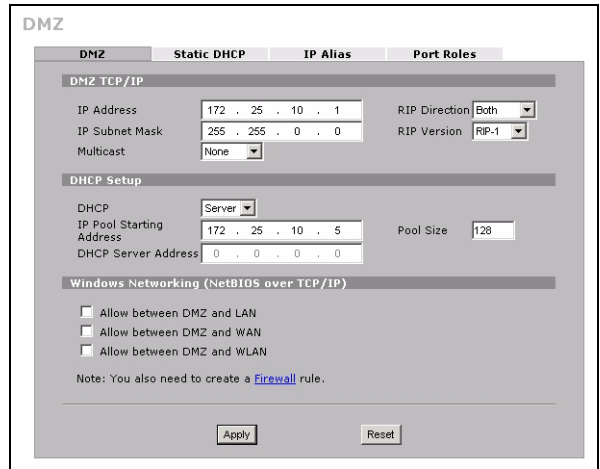 DMZ
DMZ Static DHCP IP Alias Port Roles
DMZ TCP/IP
IP Address 172 . 25 . 10 . 1 RIP Direction Both
IP Subnet Mask 255 . 255 . 0 . 0 RIP Version RIP-1
Multicast None
DHCP Setup
DHCP Server
IP Pool Starting
Address 172 . 25 . 10 . 5 Pool Size 128
DHCP Server Address 0 . 0 . 0 . 0
Windows Networking (NetBIOS over TCP/IP)
Allow between DMZ and LAN
Allow between DMZ and WAN
Allow between DMZ and WLAN
Note: You also need to create a Firewall rule.
Apply Reset